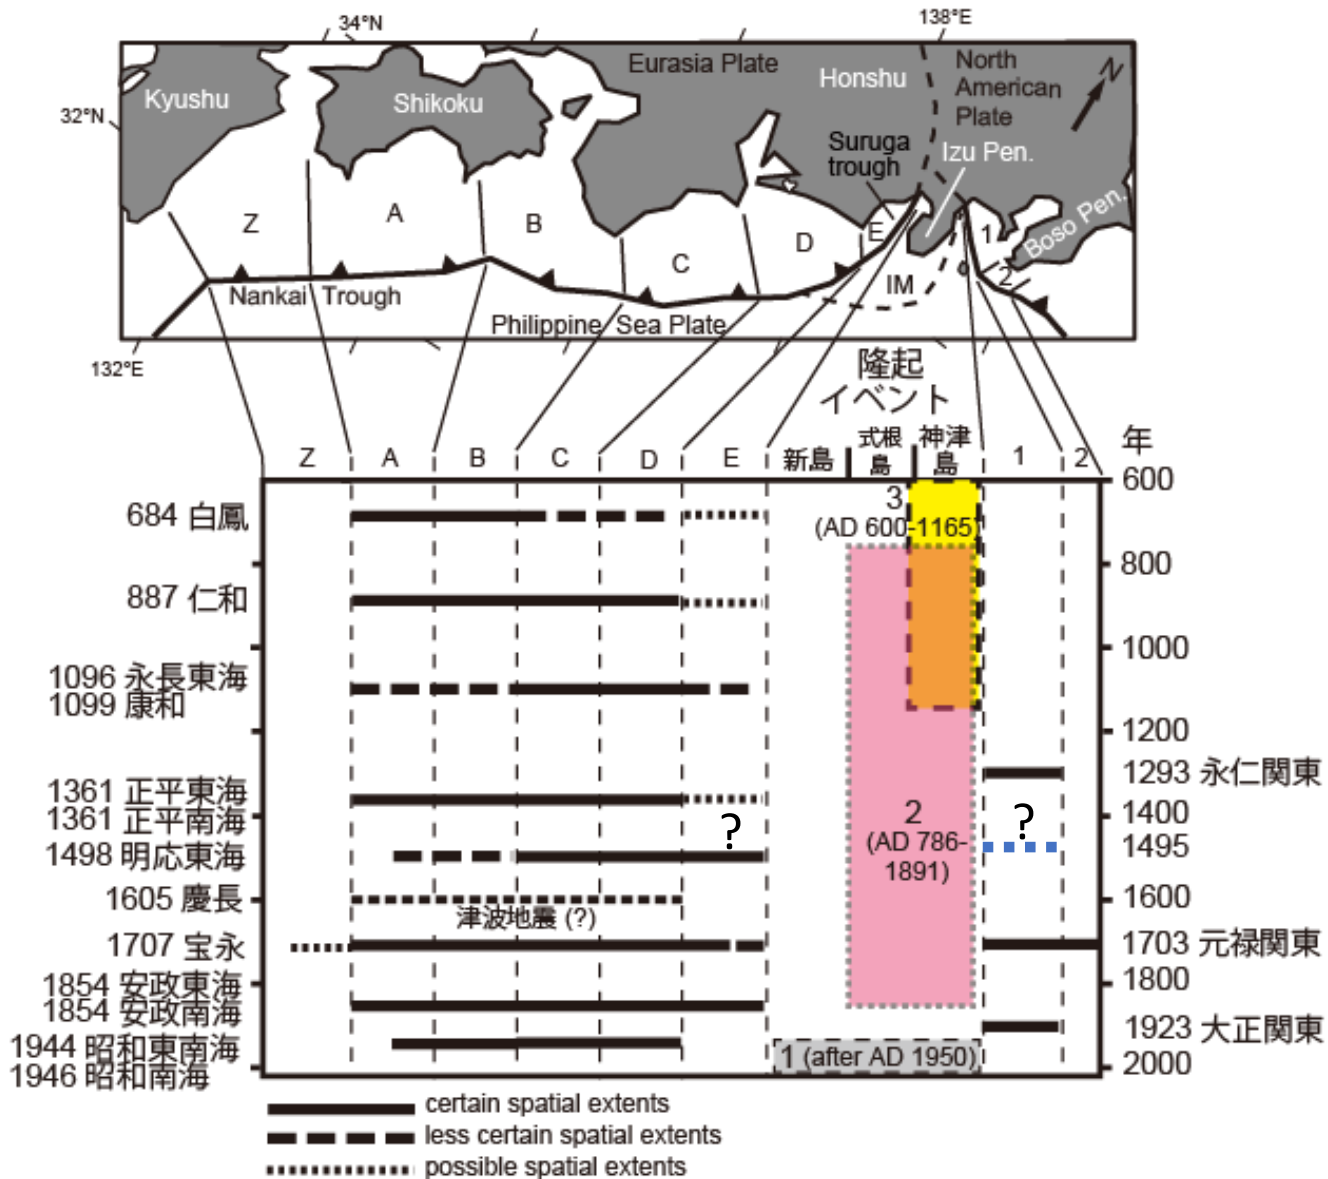 34°N
138°E
Eurasia Plate
Honshu
North
American
Plate
N
Kyushu
Shikoku
32°N
Suruga
trough
Izu Pen.
Boso Pen.
Z
A
B
C
D
E
1
2
IM
Nankai Trough
Philippine Sea Plate
132°E
隆起
イベント
Z
A
B
C
D
E
新島
式根
島
神津
島
1
2
年
600
684 白鳳
3
(AD 600-1165)
800
887 仁和
1000
1096 永長東海
1099 康和
1200
1293 永仁関東
1361 正平東海
1361 正平南海
1400
?
?
2
(AD 786-
1891)
1498 明応東海
1495
1605 慶長
津波地震 (?)
1600
1707 宝永
1703 元禄関東
1854 安政東海
1854 安政南海
1800
1923 大正関東
1944 昭和東南海
1946 昭和南海
1 (after AD 1950)
2000
certain spatial extents
less certain spatial extents
possible spatial extents